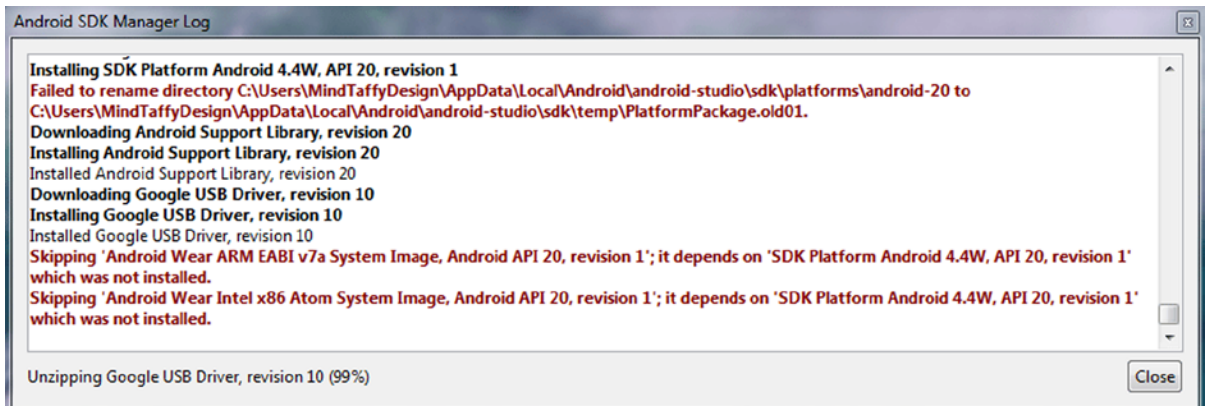 Android SDK Manager Log
Installing SDK Platform Android 4.4W, API 20, revision 1
Failed to rename directory C:\Users\MindTaffyDesign\AppData\Local\Android\android-studio\sdk\platforms\android-20 to
C:\Users\MindTaffyDesign\AppData\Local\Android\android-studio\sdk\temp\PlatformPackage.old01.
Downloading Android Support Library, revision 20
Installing Android Support Library, revision 20
Installed Android Support Library, revision 20
Downloading Google USB Driver, revision 10
Installing Google USB Driver, revision 10
Installed Google USB Driver, revision 10
Skipping 'Android Wear ARM EABI v7a System Image, Android API 20, revision 1'; it depends on 'SDK Platform Android 4.4W, API 20, revision 1'
which was not installed.
Skipping 'Android Wear Intel x86 Atom System Image, Android API 20, revision 1'; it depends on 'SDK Platform Android 4.4W, API 20, revision 1'
which was not installed.
Unzipping Google USB Driver, revision 10 (99%)
Close